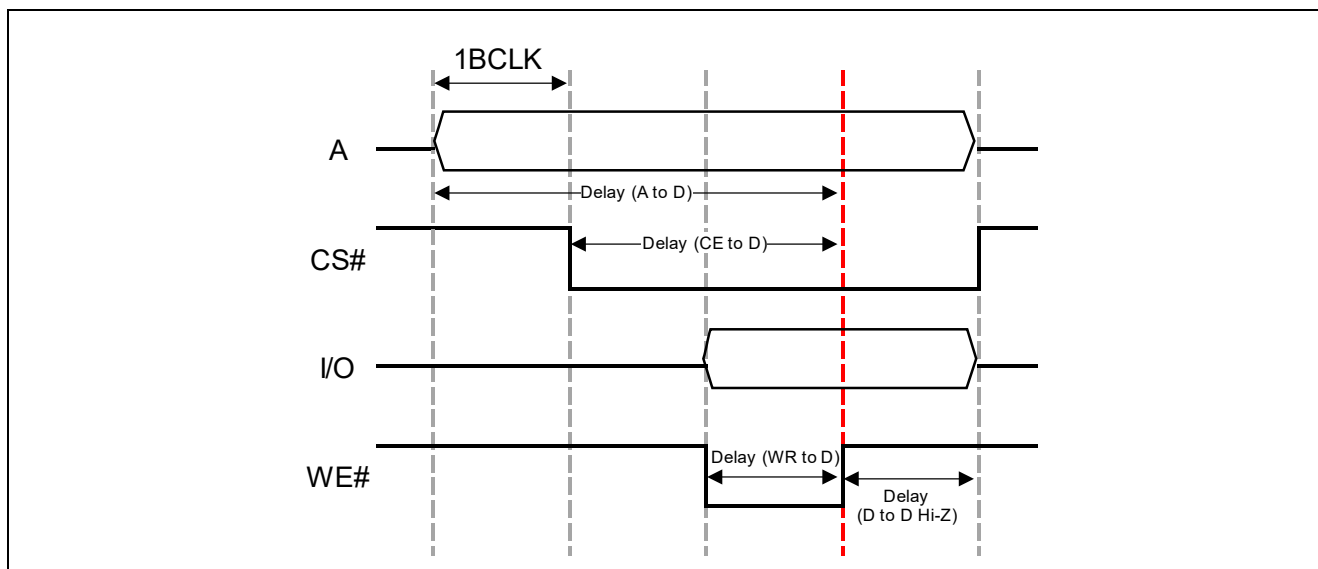 1BCLK
A
Delay (A to D)
Delay (CE to D)
CS#
I/O
Delay (WR to D)
WE#
Delay
(D to D Hi-Z)